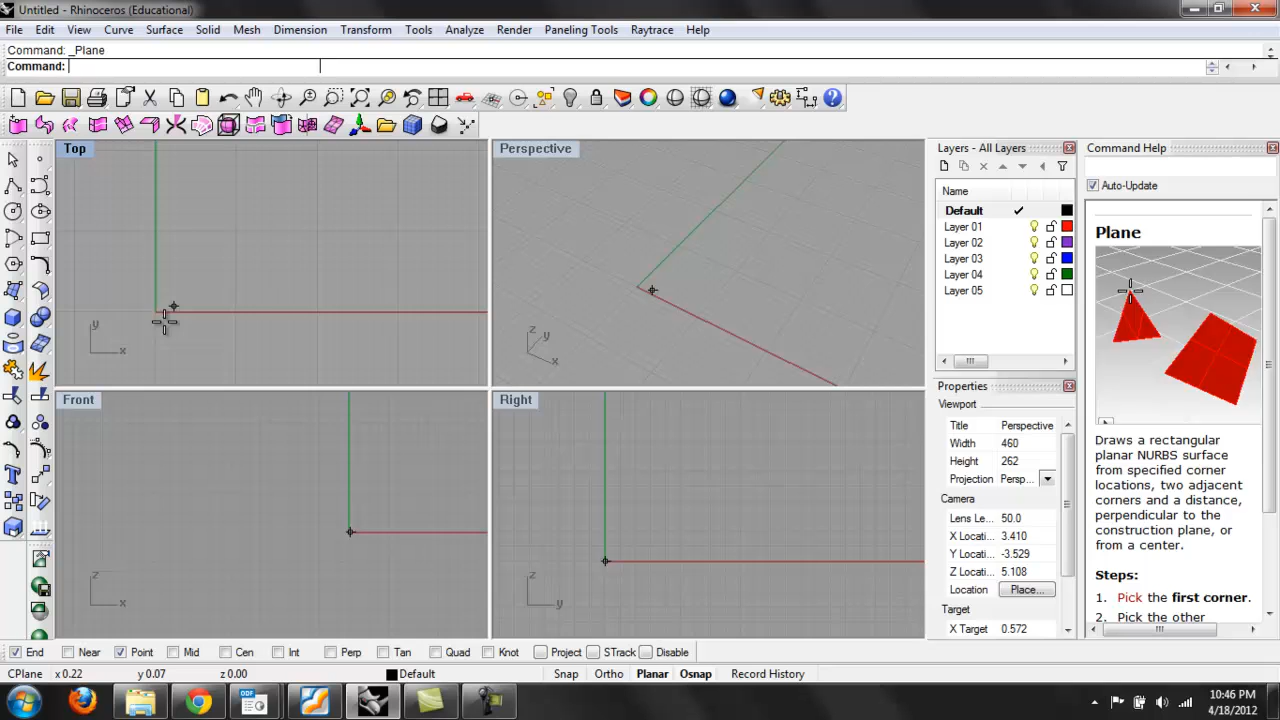 Untitled - Rhinoceros (Educational)
File Edit View Curve Surface Solid Mesh Dimension Transform Tools Analyze Render Paneling Tools Raytrace Help
Command: _Plane
Command:
Top
Perspective
Front
Right
y
x
z
y
x
z
x
z
y
Layers - All Layers
Name
Default
Layer 01
Layer 02
Layer 03
Layer 04
Layer 05
Properties
Viewport
Title Perspective
Width 460
Height 262
Projection Persp...
Camera
Lens Le... 50.0
X Locati... 3.410
Y Locati... -3.529
Z Locati... 5.108
Location Place...
Target
X Target 0.572
Command Help
Auto-Update
Plane
Draws a rectangular
planar NURBS surface
from specified corner
locations, two adjacent
corners and a distance,
perpendicular to the
construction plane, or
from a center.
Steps:
1. Pick the first corner.
2. Pick the other
End Near Point Mid Cen Int Perp Tan Quad Knot Project STrack Disable
CPlane x 0.22 y 0.07 z 0.00 Default Snap Ortho Planar Osnap Record History
ODF
10:46 PM
4/18/2012